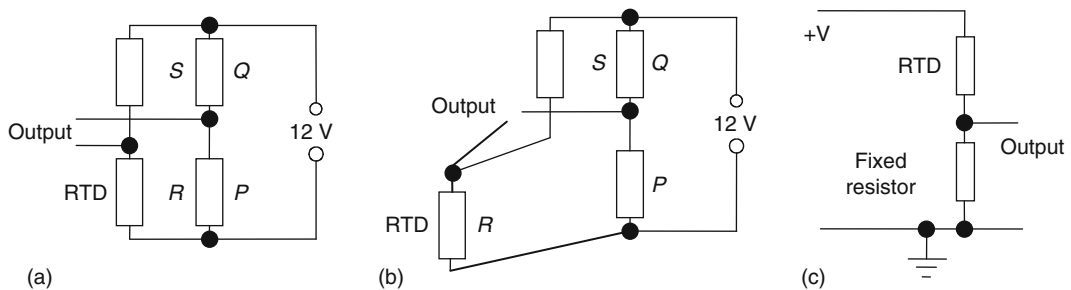 S Q
Output
12 V
RTD R P
(a)
S Q
Output
12 V
P
RTD R
(b)
+V
RTD
Output
Fixed
resistor
(c)